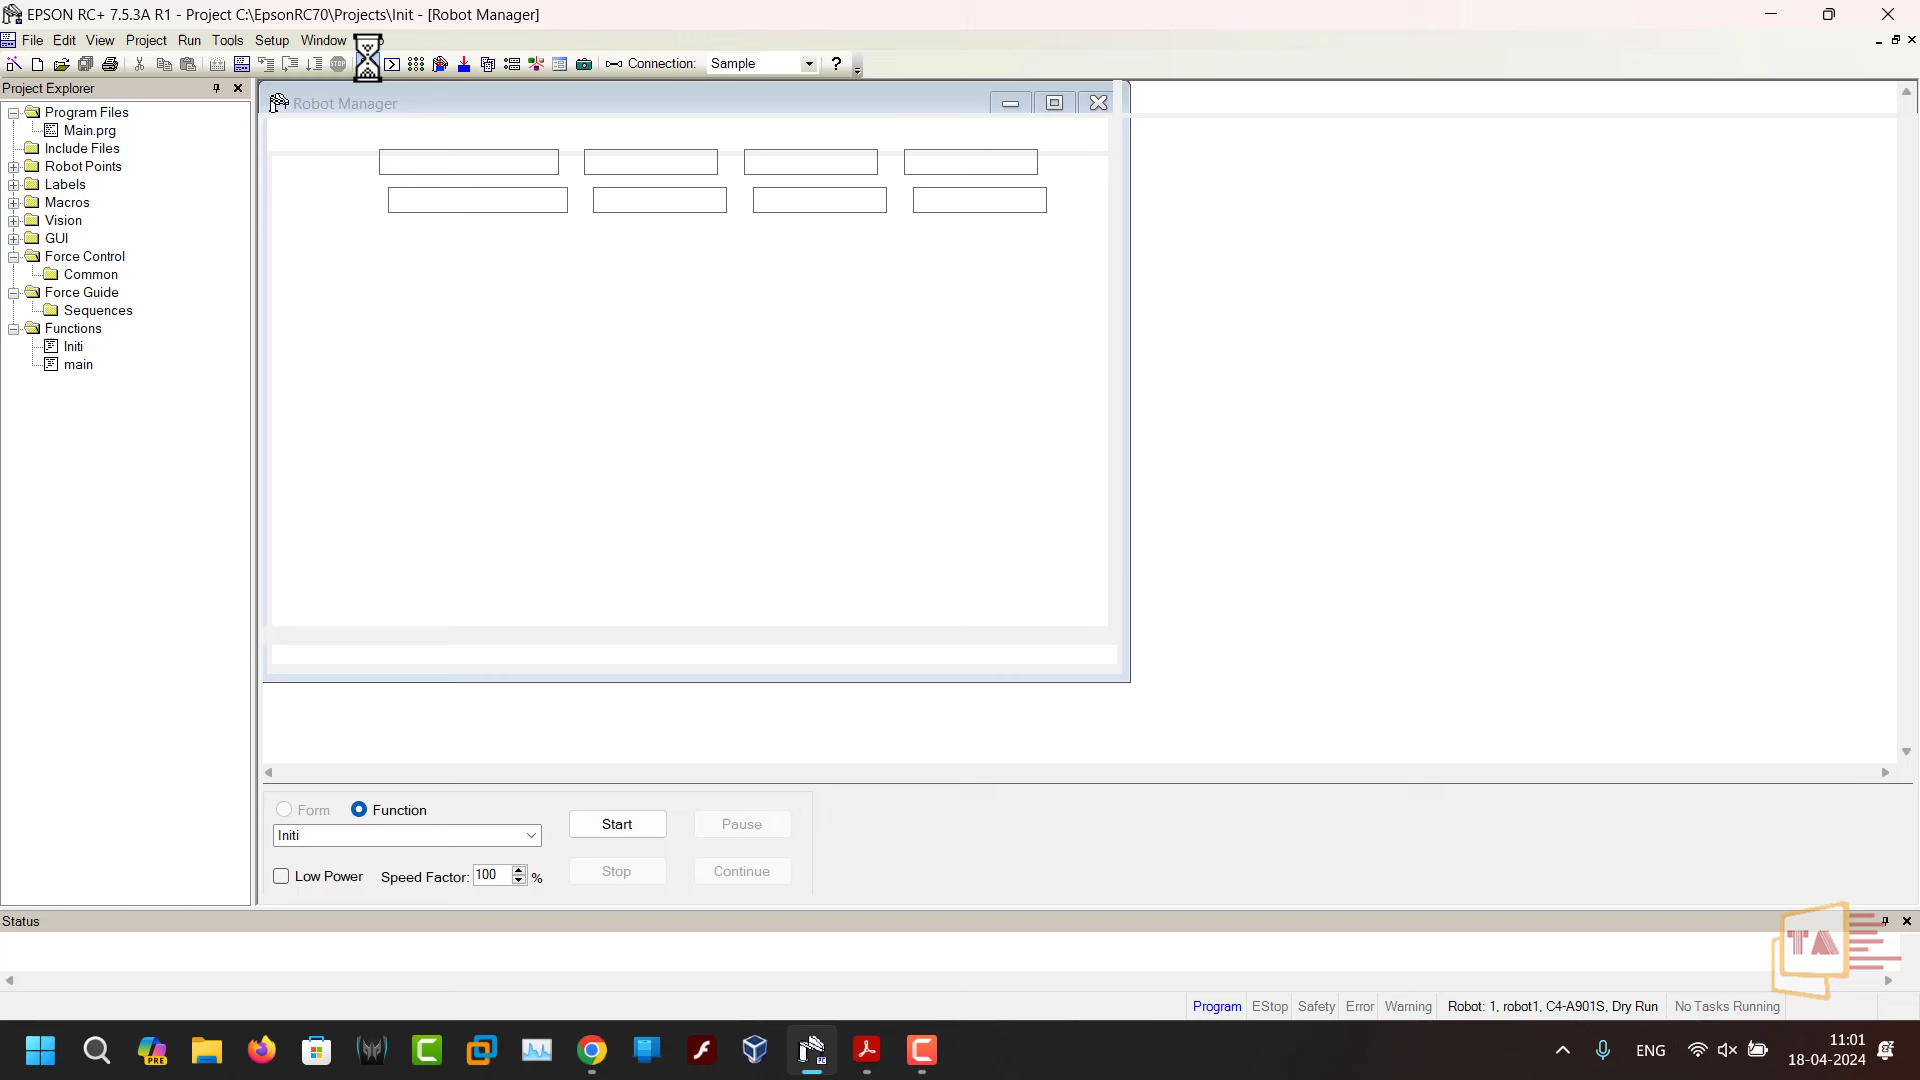 EPSON RC+ 7.5.3A R1 - Project C:\EpsonRC70\Projects\Init - [Robot Manager]
File Edit View Project Run Tools Setup Window
Connection: Sample
Project Explorer
Robot Manager
Program Files
Main.prg
Include Files
Robot Points
Labels
Macros
Vision
GUI
Force Control
Common
Force Guide
Sequences
Functions
Initi
main
Form Function
Start Pause
Initi
Low Power Speed Factor: 100 %
Stop Continue
Status
TA
Program EStop Safety Error Warning Robot: 1, robot1, C4-A901S, Dry Run No Tasks Running
ENG
11:01
18-04-2024